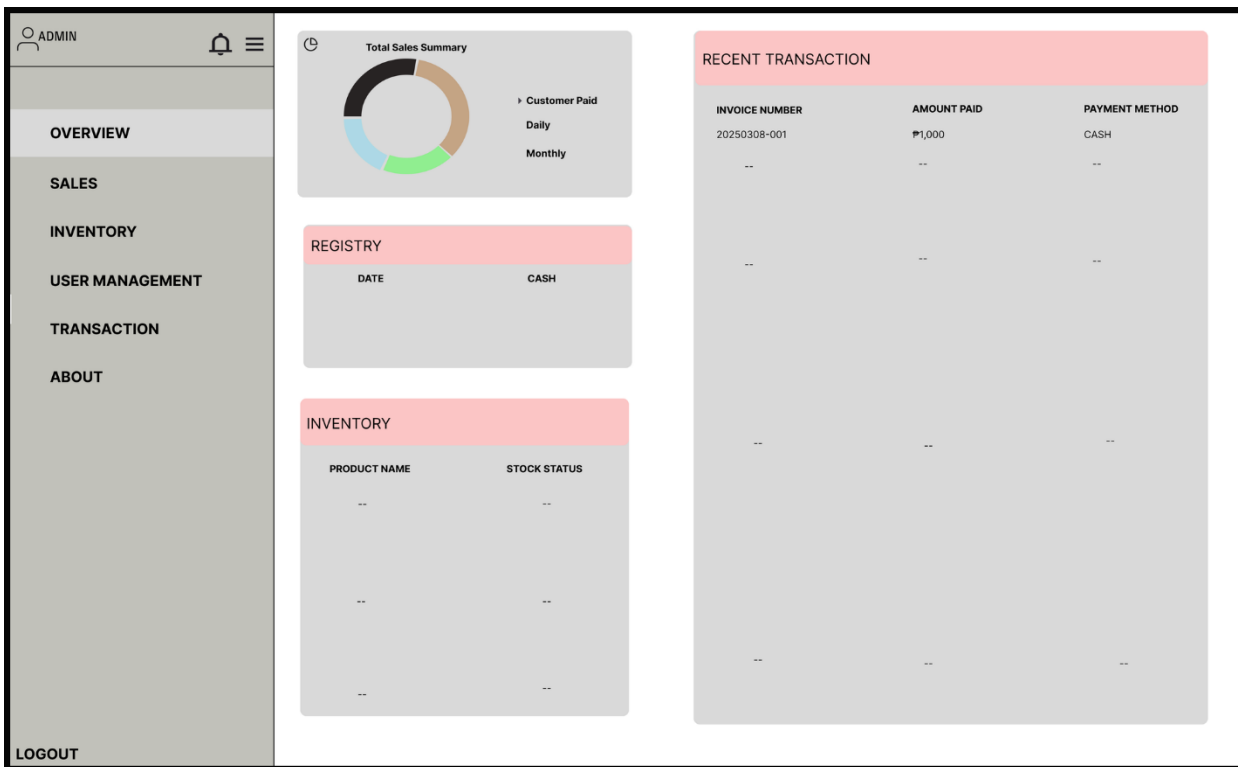 ADMIN
OVERVIEW
SALES
INVENTORY
USER MANAGEMENT
TRANSACTION
ABOUT
LOGOUT
Total Sales Summary
Customer Paid
Daily
Monthly
REGISTRY
DATE CASH
INVENTORY
PRODUCT NAME STOCK STATUS
-- --
-- --
-- --
RECENT TRANSACTION
INVOICE NUMBER AMOUNT PAID PAYMENT METHOD
20250308-001 ₱1,000 CASH
-- -- --
-- -- --
-- -- --
-- -- --